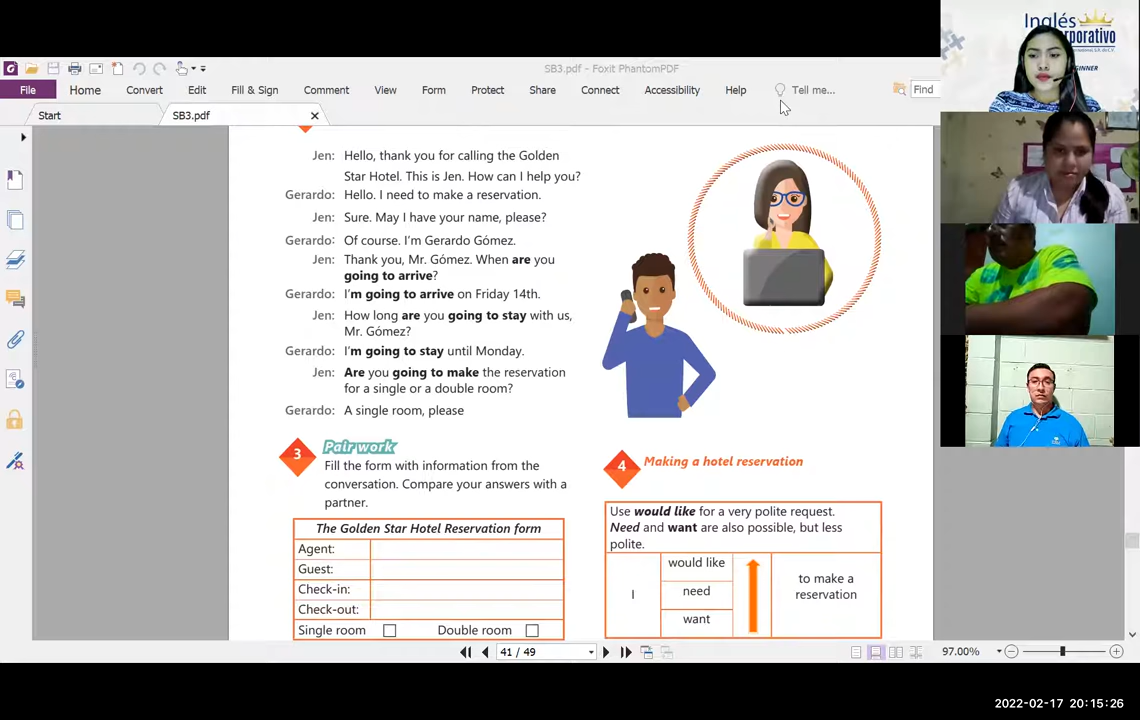 Inglés
orporativo
Internacional, S.A. de C.V.
GINNER
SB3.pdf - Foxit PhantomPDF
File Home Convert Edit Fill & Sign Comment View Form Protect Share Connect Accessibility Help Tell me... Find
Start SB3.pdf
Jen: Hello, thank you for calling the Golden
Star Hotel. This is Jen. How can I help you?
Gerardo: Hello. I need to make a reservation.
Jen: Sure. May I have your name, please?
Gerardo: Of course. I'm Gerardo Gómez.
Jen: Thank you, Mr. Gómez. When are you
going to arrive?
Gerardo: I'm going to arrive on Friday 14th.
Jen: How long are you going to stay with us,
Mr. Gómez?
Gerardo: I'm going to stay until Monday.
Jen: Are you going to make the reservation
for a single or a double room?
Gerardo: A single room, please
3 Pair work
Fill the form with information from the
conversation. Compare your answers with a
partner.
The Golden Star Hotel Reservation form
Agent:
Guest:
Check-in:
Check-out:
Single room Double room
4 Making a hotel reservation
Use would like for a very polite request.
Need and want are also possible, but less
polite.
I
would like
need
want
to make a
reservation
41 / 49
97.00%
2022-02-17 20:15:26